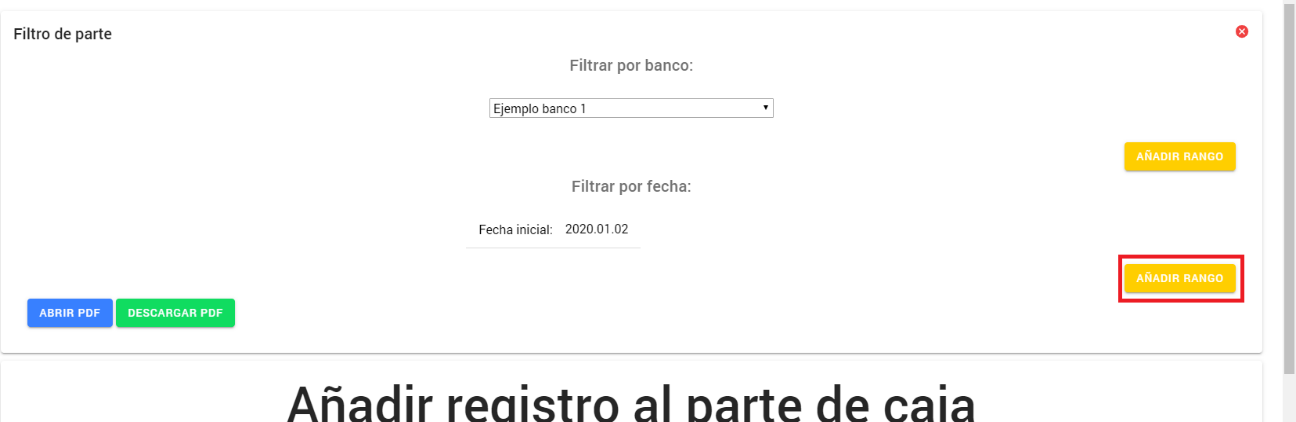 Filtro de parte
Filtrar por banco:
Ejemplo banco 1
AÑADIR RANGO
Filtrar por fecha:
Fecha inicial: 2020.01.02
AÑADIR RANGO
ABRIR PDF DESCARGAR PDF
Añadir registro al parte de caja